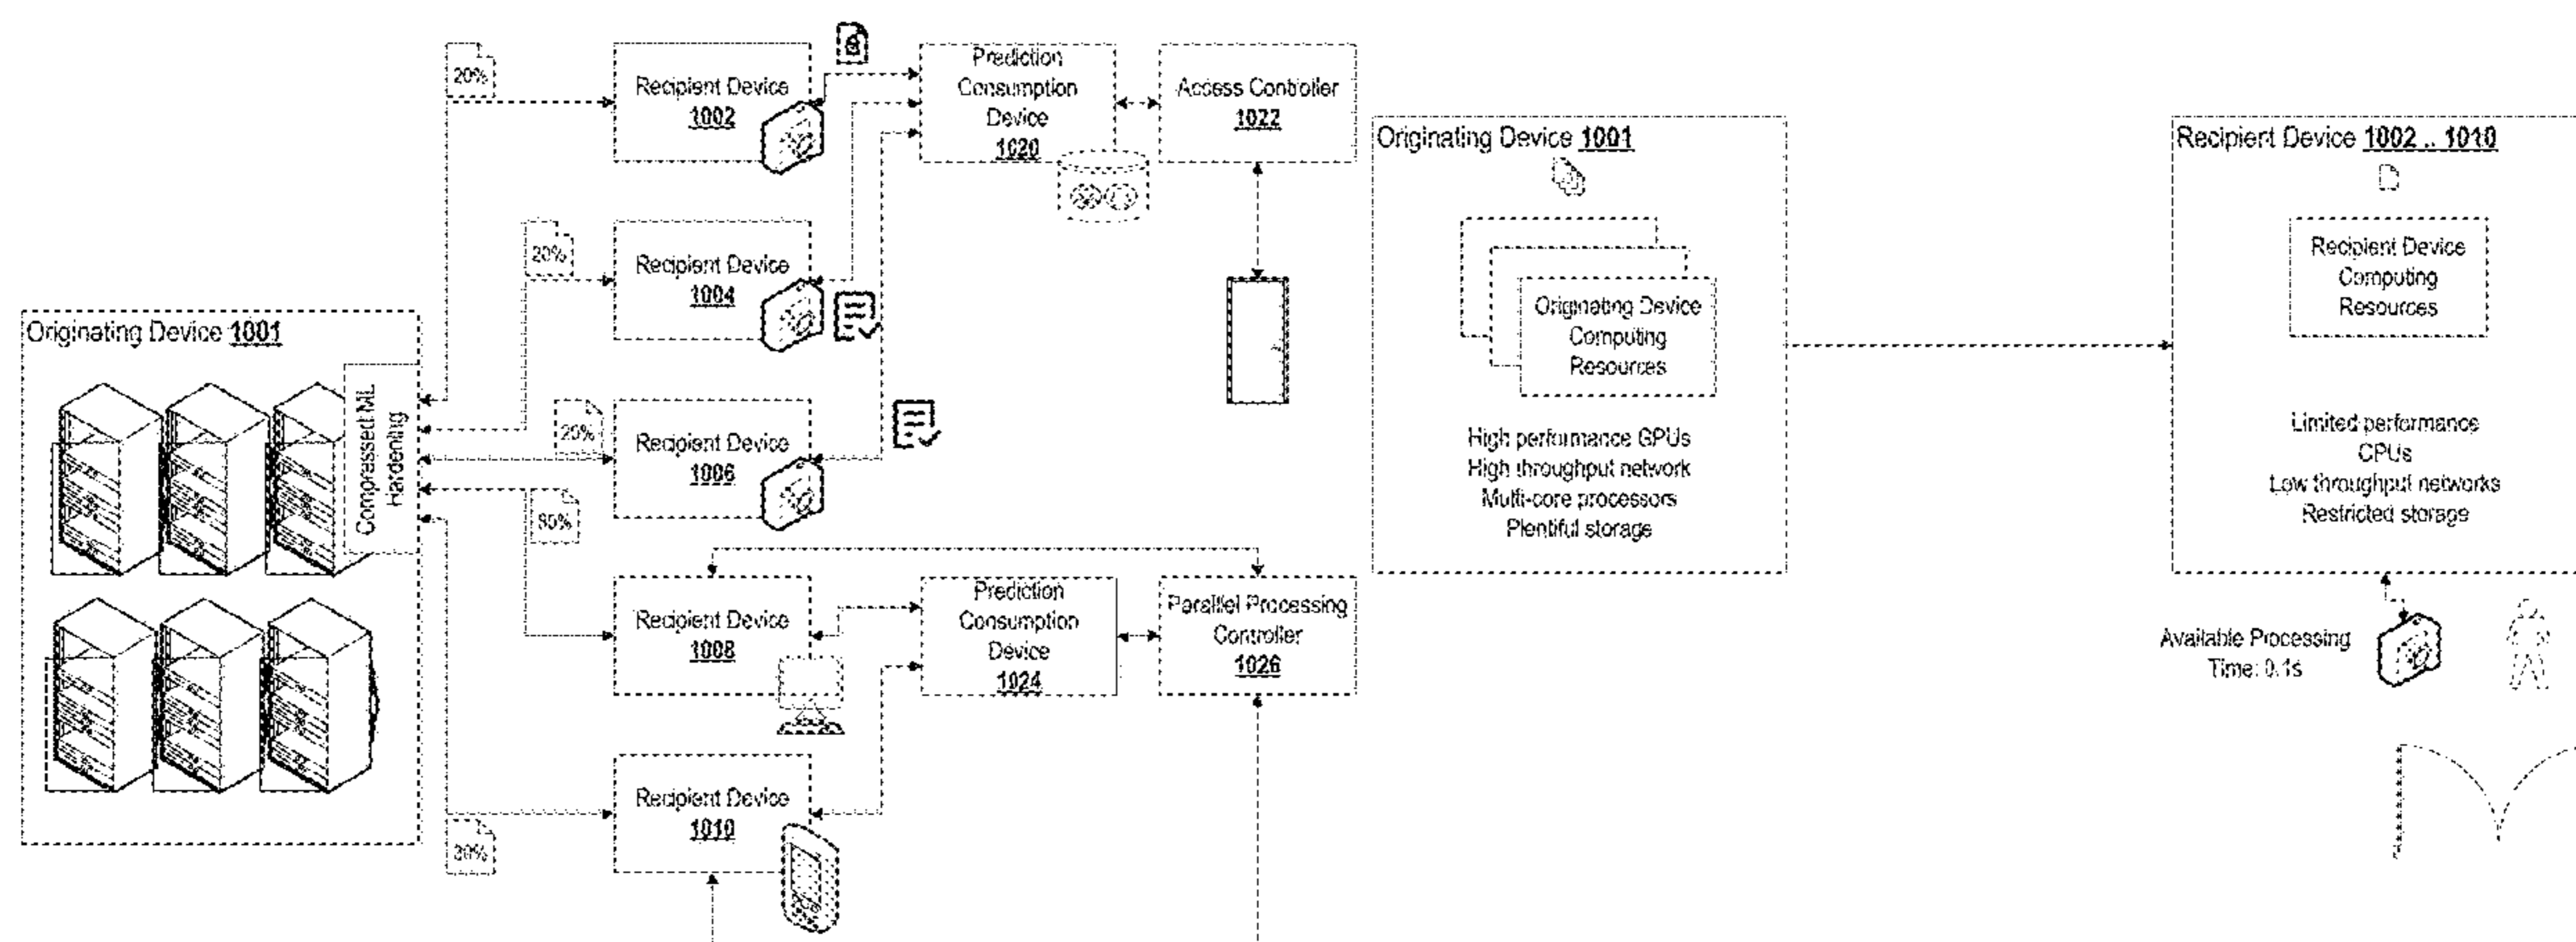 20%
Recipient Device
1002
Prediction
Consumption
Device
1020
Access Controller
1022
20%
Recipient Device
1004
Originating Device 1001
Compressed ML
Hardening
20%
Recipient Device
1006
Recipient Device
1008
Prediction
Consumption
Device
1024
Parallel Processing
Controller
1026
Recipient Device
1010
Originating Device 1001
Originating Device
Computing
Resources
High performance GPUs
High throughput network
Multi-core processors
Plentiful storage
Recipient Device 1002 .. 1010
Recipient Device
Computing
Resources
Limited performance
CPUs
Low throughput networks
Restricted storage
Available Processing
Time: 0.1s